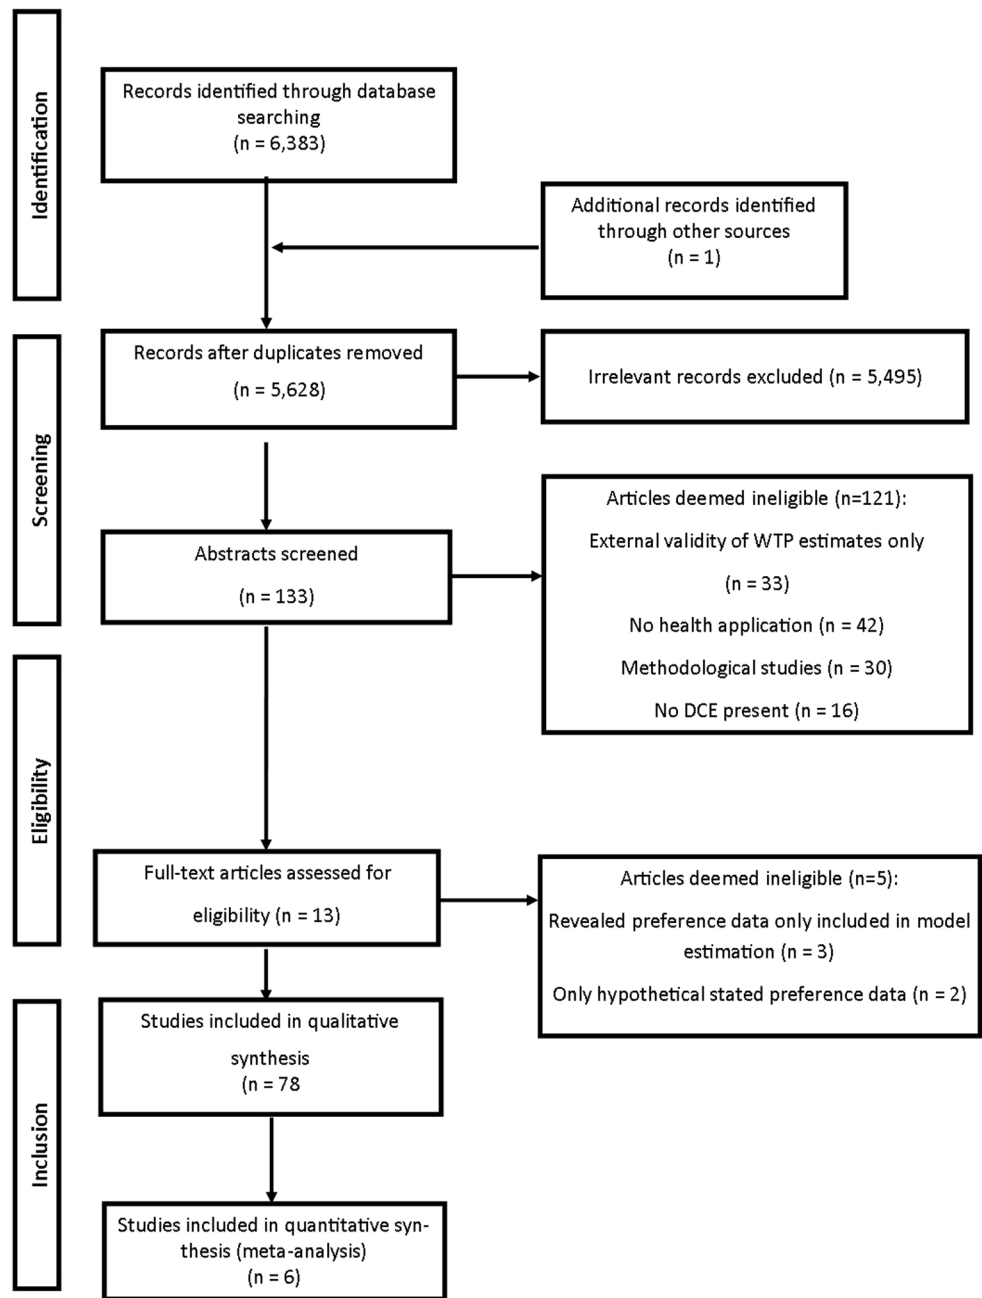 Identification
Records identified through database
searching
(n = 6,383)
Additional records identified
through other sources
(n = 1)
Screening
Records after duplicates removed
(n = 5,628)
Irrelevant records excluded (n = 5,495)
Abstracts screened
(n = 133)
Articles deemed ineligible (n=121):
External validity of WTP estimates only
(n = 33)
No health application (n = 42)
Methodological studies (n = 30)
No DCE present (n = 16)
Eligibility
Full-text articles assessed for
eligibility (n = 13)
Articles deemed ineligible (n=5):
Revealed preference data only included in model
estimation (n = 3)
Only hypothetical stated preference data (n = 2)
Inclusion
Studies included in qualitative
synthesis
(n = 78
Studies included in quantitative syn-
thesis (meta-analysis)
(n = 6)